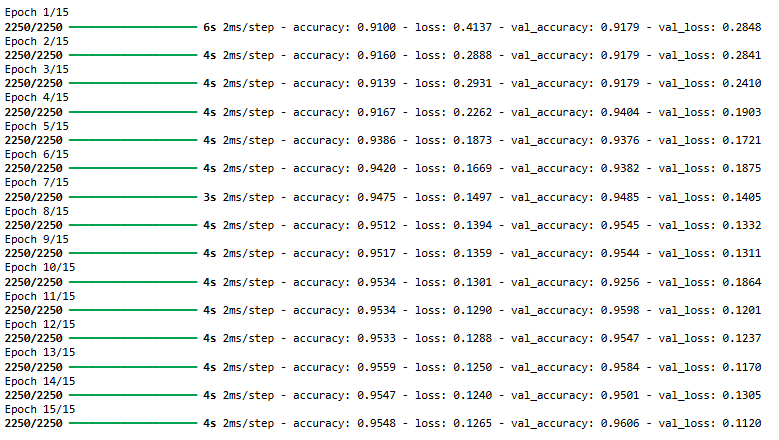 Epoch 1/15
2250/2250 ━━━━━━━━━━━━━━━━━━━━ 6s 2ms/step - accuracy: 0.9100 - loss: 0.4137 - val_accuracy: 0.9179 - val_loss: 0.2848
Epoch 2/15
2250/2250 ━━━━━━━━━━━━━━━━━━━━ 4s 2ms/step - accuracy: 0.9160 - loss: 0.2888 - val_accuracy: 0.9179 - val_loss: 0.2841
Epoch 3/15
2250/2250 ━━━━━━━━━━━━━━━━━━━━ 4s 2ms/step - accuracy: 0.9139 - loss: 0.2931 - val_accuracy: 0.9179 - val_loss: 0.2410
Epoch 4/15
2250/2250 ━━━━━━━━━━━━━━━━━━━━ 4s 2ms/step - accuracy: 0.9167 - loss: 0.2262 - val_accuracy: 0.9404 - val_loss: 0.1903
Epoch 5/15
2250/2250 ━━━━━━━━━━━━━━━━━━━━ 4s 2ms/step - accuracy: 0.9386 - loss: 0.1873 - val_accuracy: 0.9376 - val_loss: 0.1721
Epoch 6/15
2250/2250 ━━━━━━━━━━━━━━━━━━━━ 4s 2ms/step - accuracy: 0.9420 - loss: 0.1669 - val_accuracy: 0.9382 - val_loss: 0.1875
Epoch 7/15
2250/2250 ━━━━━━━━━━━━━━━━━━━━ 3s 2ms/step - accuracy: 0.9475 - loss: 0.1497 - val_accuracy: 0.9485 - val_loss: 0.1405
Epoch 8/15
2250/2250 ━━━━━━━━━━━━━━━━━━━━ 4s 2ms/step - accuracy: 0.9512 - loss: 0.1394 - val_accuracy: 0.9545 - val_loss: 0.1332
Epoch 9/15
2250/2250 ━━━━━━━━━━━━━━━━━━━━ 4s 2ms/step - accuracy: 0.9517 - loss: 0.1359 - val_accuracy: 0.9544 - val_loss: 0.1311
Epoch 10/15
2250/2250 ━━━━━━━━━━━━━━━━━━━━ 4s 2ms/step - accuracy: 0.9534 - loss: 0.1301 - val_accuracy: 0.9256 - val_loss: 0.1864
Epoch 11/15
2250/2250 ━━━━━━━━━━━━━━━━━━━━ 4s 2ms/step - accuracy: 0.9534 - loss: 0.1290 - val_accuracy: 0.9598 - val_loss: 0.1201
Epoch 12/15
2250/2250 ━━━━━━━━━━━━━━━━━━━━ 4s 2ms/step - accuracy: 0.9533 - loss: 0.1288 - val_accuracy: 0.9547 - val_loss: 0.1237
Epoch 13/15
2250/2250 ━━━━━━━━━━━━━━━━━━━━ 4s 2ms/step - accuracy: 0.9559 - loss: 0.1250 - val_accuracy: 0.9584 - val_loss: 0.1170
Epoch 14/15
2250/2250 ━━━━━━━━━━━━━━━━━━━━ 4s 2ms/step - accuracy: 0.9547 - loss: 0.1240 - val_accuracy: 0.9501 - val_loss: 0.1305
Epoch 15/15
2250/2250 ━━━━━━━━━━━━━━━━━━━━ 4s 2ms/step - accuracy: 0.9548 - loss: 0.1265 - val_accuracy: 0.9606 - val_loss: 0.1120